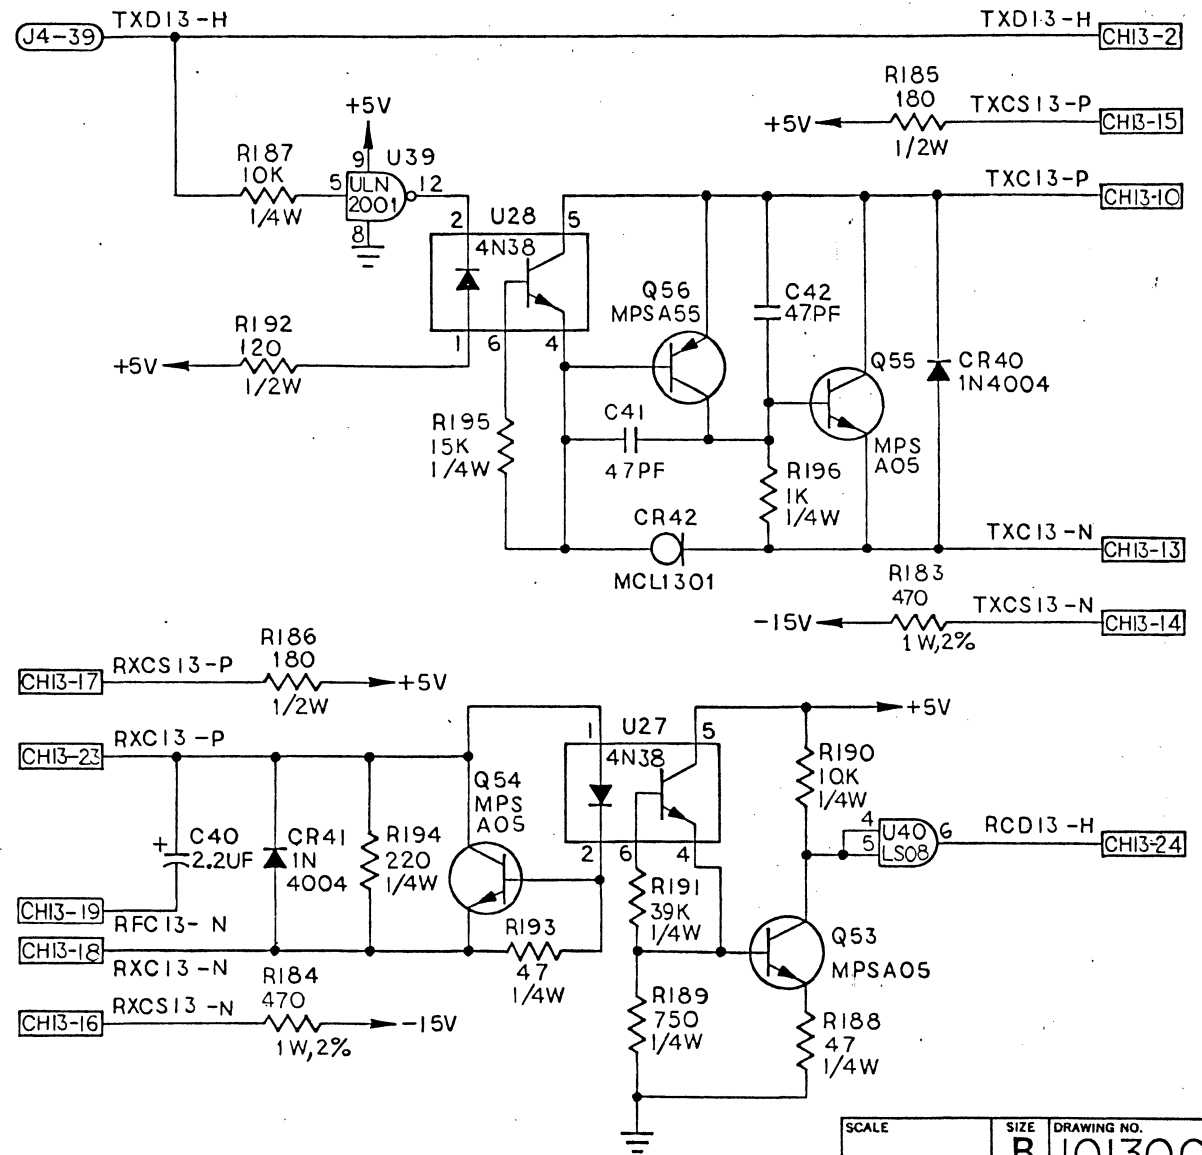 J4-39
TXD13-H
TXD13-H
CH13-2
R185
180
1/2W
+5V
TXCS13-P
CH13-15
+5V
R187
10K
1/4W
9
U39
5
ULN
2001
12
8
TXC13-P
CH13-10
2
U28
5
4N38
1
6
4
Q56
MPSA55
C42
47PF
R192
120
1/2W
+5V
Q55
MPS
A05
CR40
1N4004
C41
47PF
R195
15K
1/4W
R196
1K
1/4W
CR42
MCL1301
TXC13-N
CH13-13
R183
470
1W,2%
-15V
TXCS13-N
CH13-14
R186
180
1/2W
CH13-17
RXCS13-P
+5V
CH13-23
RXC13-P
1
U27
5
4N38
2
6
4
+5V
R190
10K
1/4W
Q54
MPS
A05
C40
+
2.2UF
CR41
1N
4004
R194
220
1/4W
4
5
U40
LS08
6
RCD13-H
CH13-24
CH13-19
RFC13-N
CH13-18
RXC13-N
R193
47
1/4W
R191
39K
1/4W
Q53
MPSA05
CH13-16
RXCS13-N
R184
470
1W,2%
-15V
R189
750
1/4W
R188
47
1/4W
SCALE
SIZE
B
DRAWING NO.